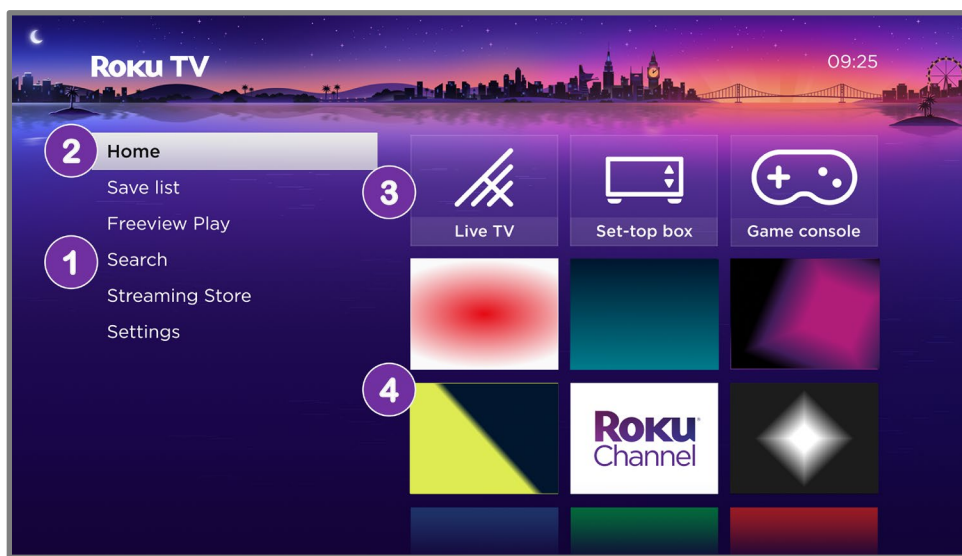 Roku TV
09:25
2
Home
Save list
Freeview Play
1
Search
Streaming Store
Settings
3
Live TV
Set-top box
Game console
4
Roku
Channel